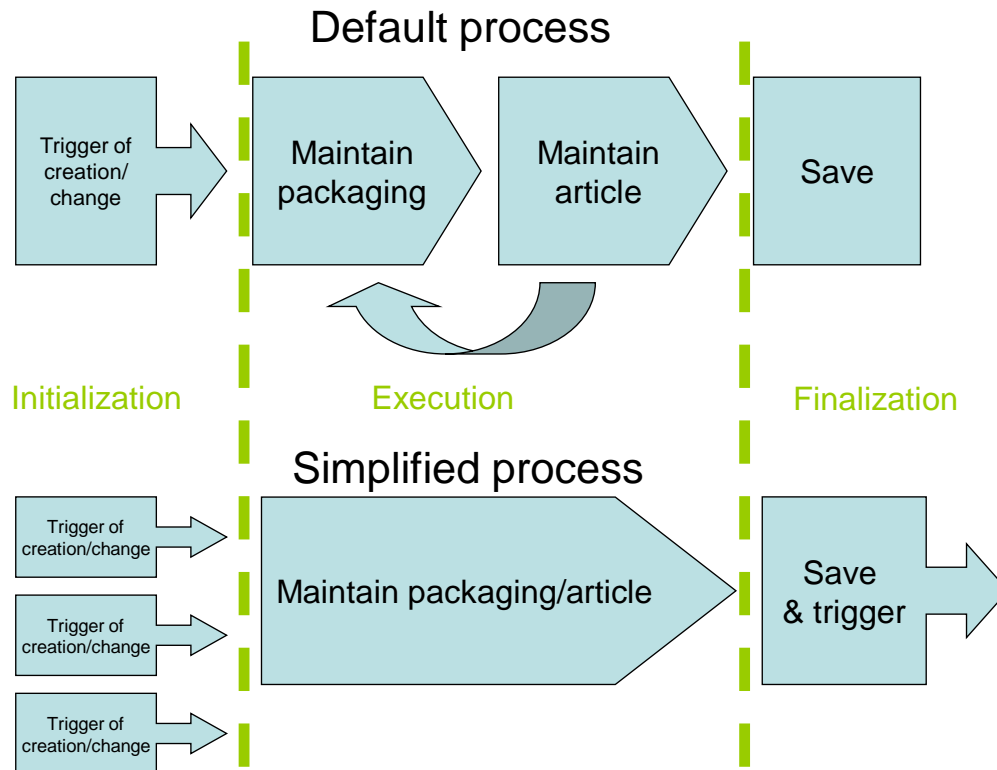 Default process
Trigger of
creation/
change
Maintain
packaging
Maintain
article
Save
Initialization
Execution
Finalization
Simplified process
Trigger of
creation/change
Trigger of
creation/change
Trigger of
creation/change
Maintain packaging/article
Save
& trigger